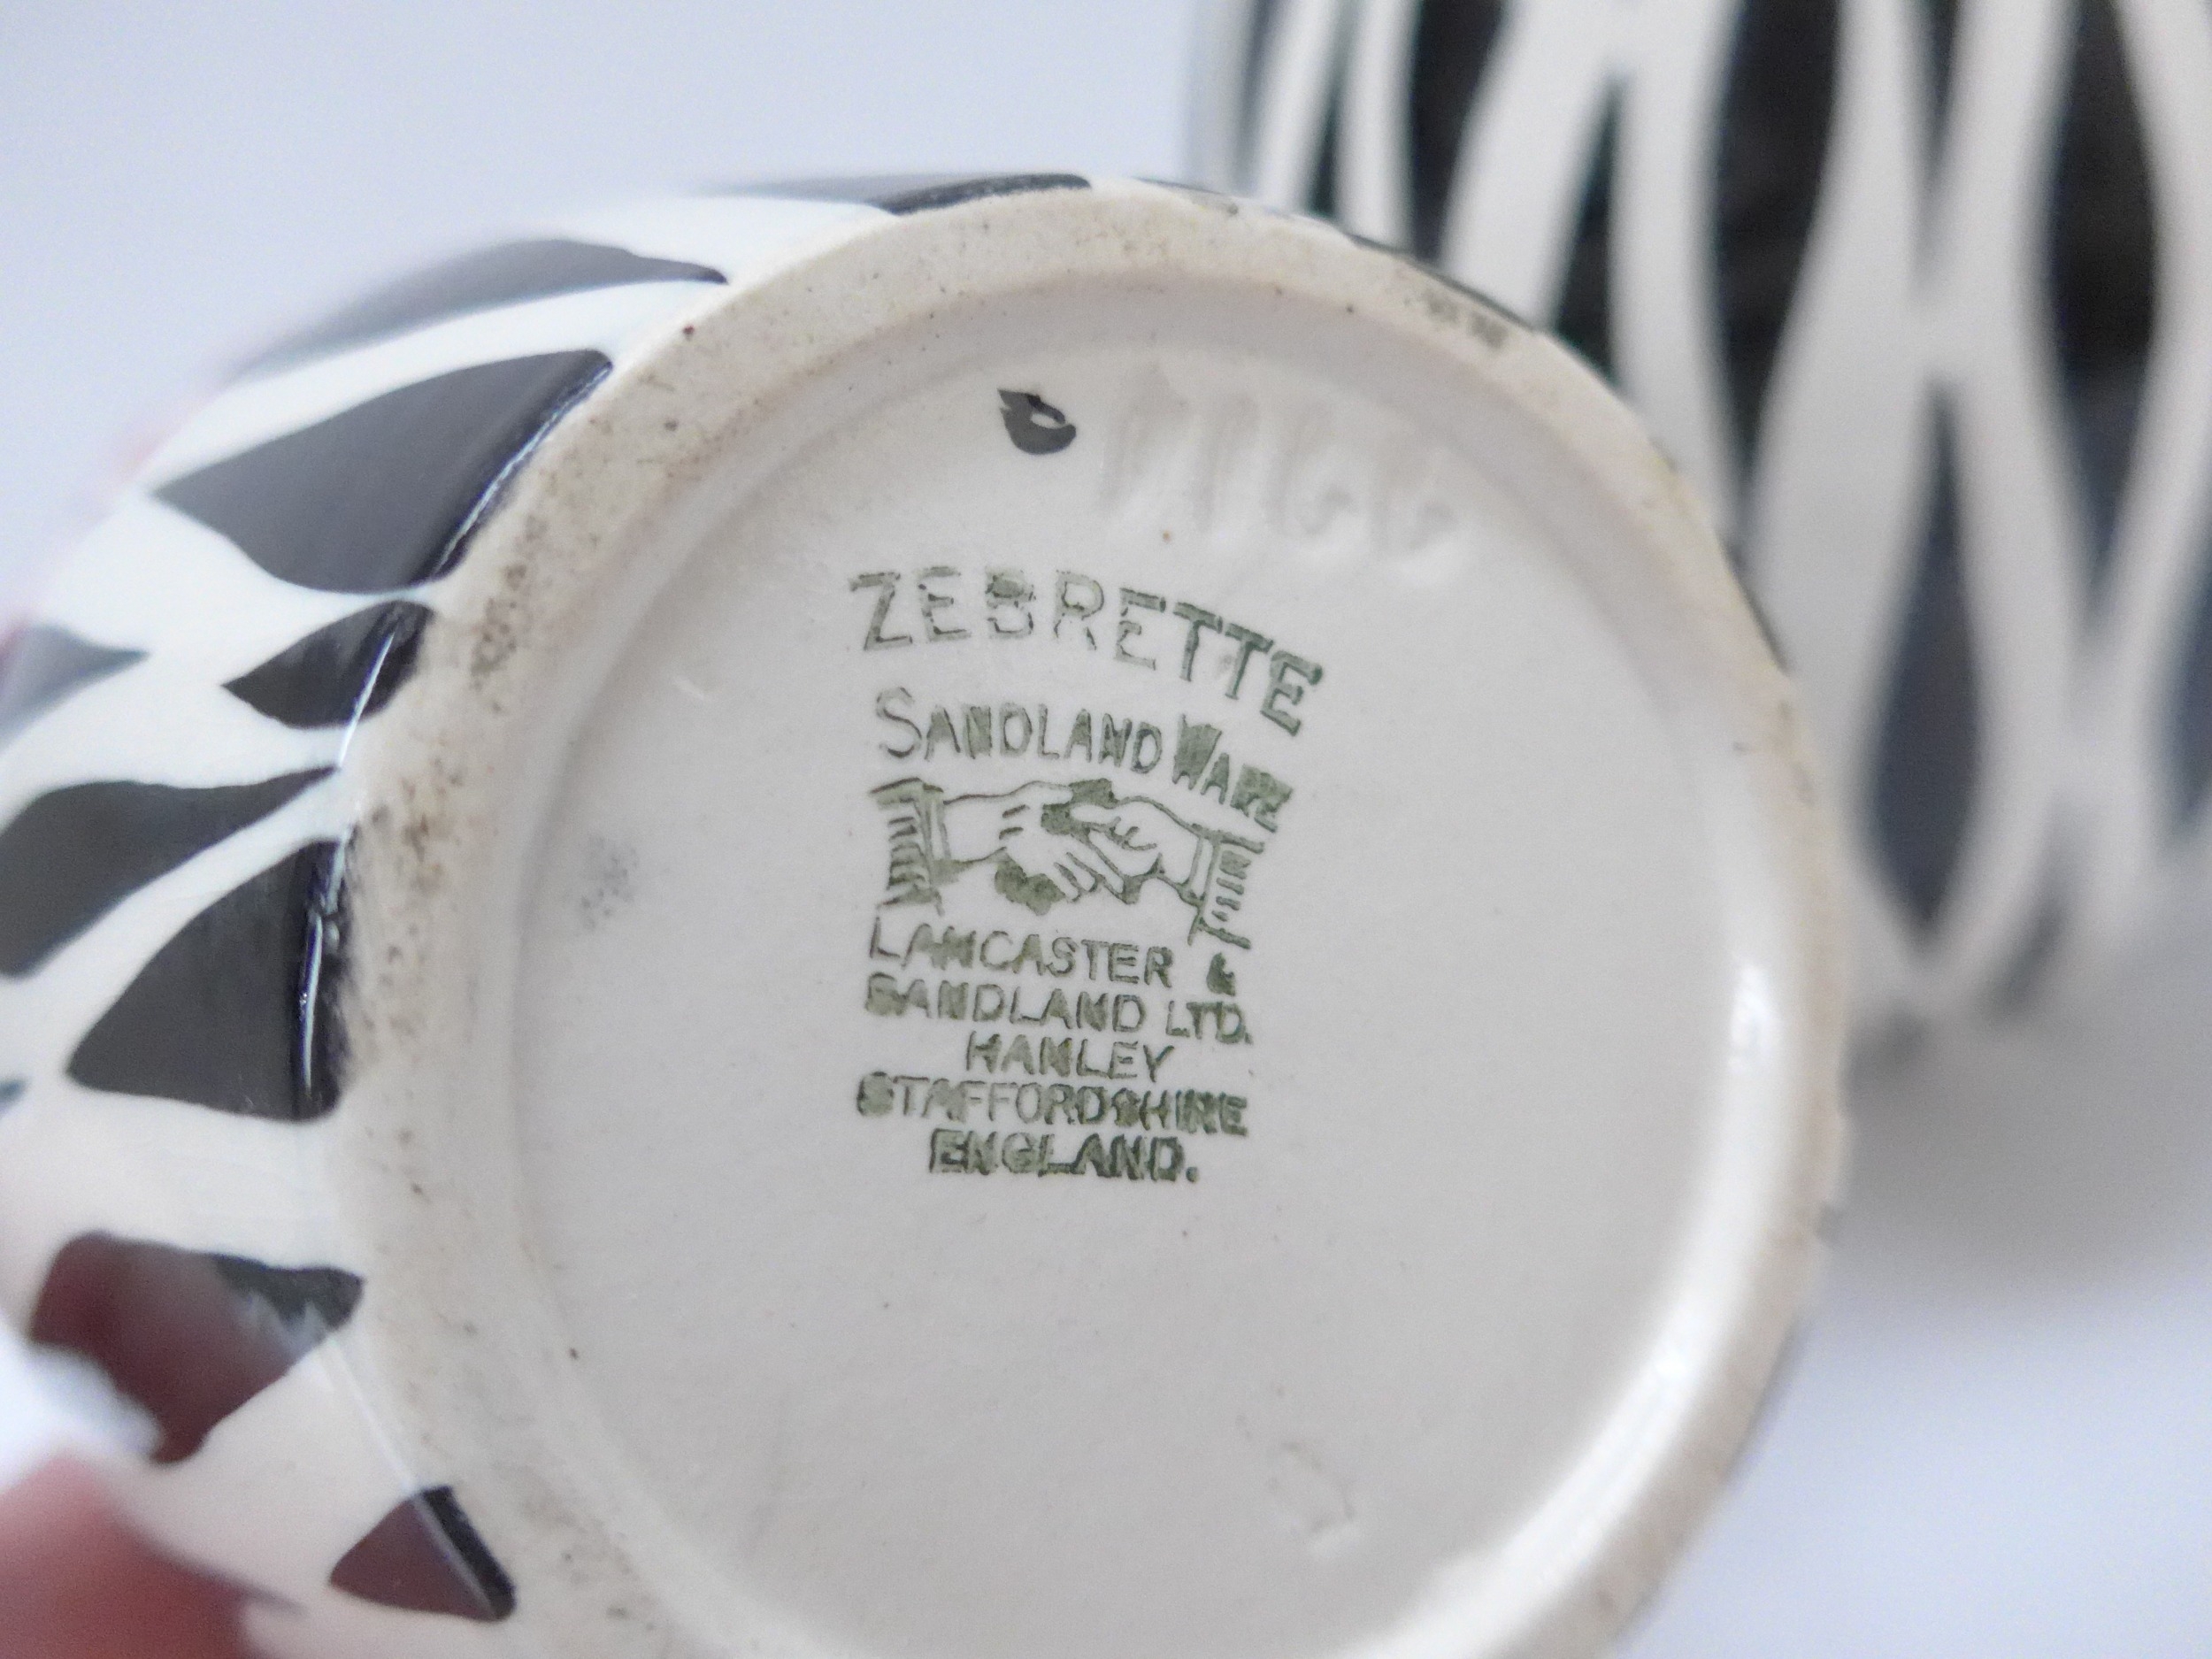 ZEBRETTE
SANDLAND WARE
LANCASTER &
SANDLAND LTD.
HANLEY
STAFFORDSHIRE
ENGLAND.